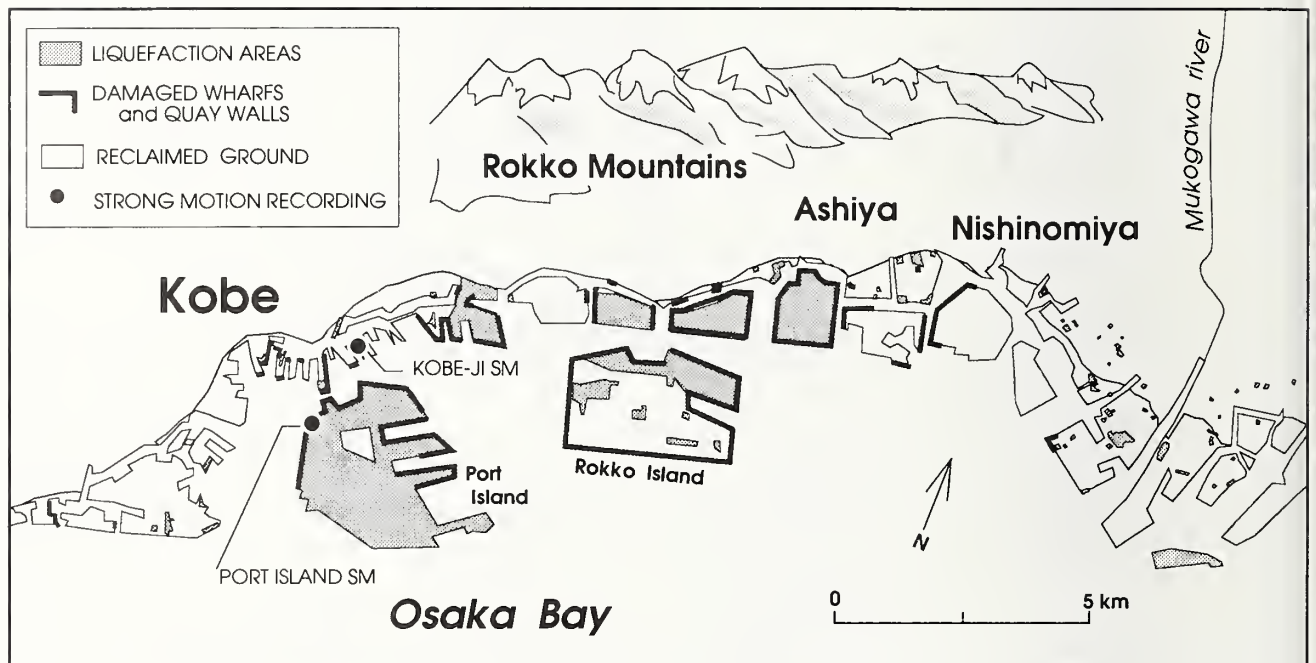 LIQUEFACTION AREAS
DAMAGED WHARFS
and QUAY WALLS
RECLAIMED GROUND
STRONG MOTION RECORDING
Rokko Mountains
Mukogawa river
Ashiya
Nishinomiya
Kobe
KOBE-JI SM
Port
Island
Rokko Island
N
PORT ISLAND SM
Osaka Bay
0
5 km